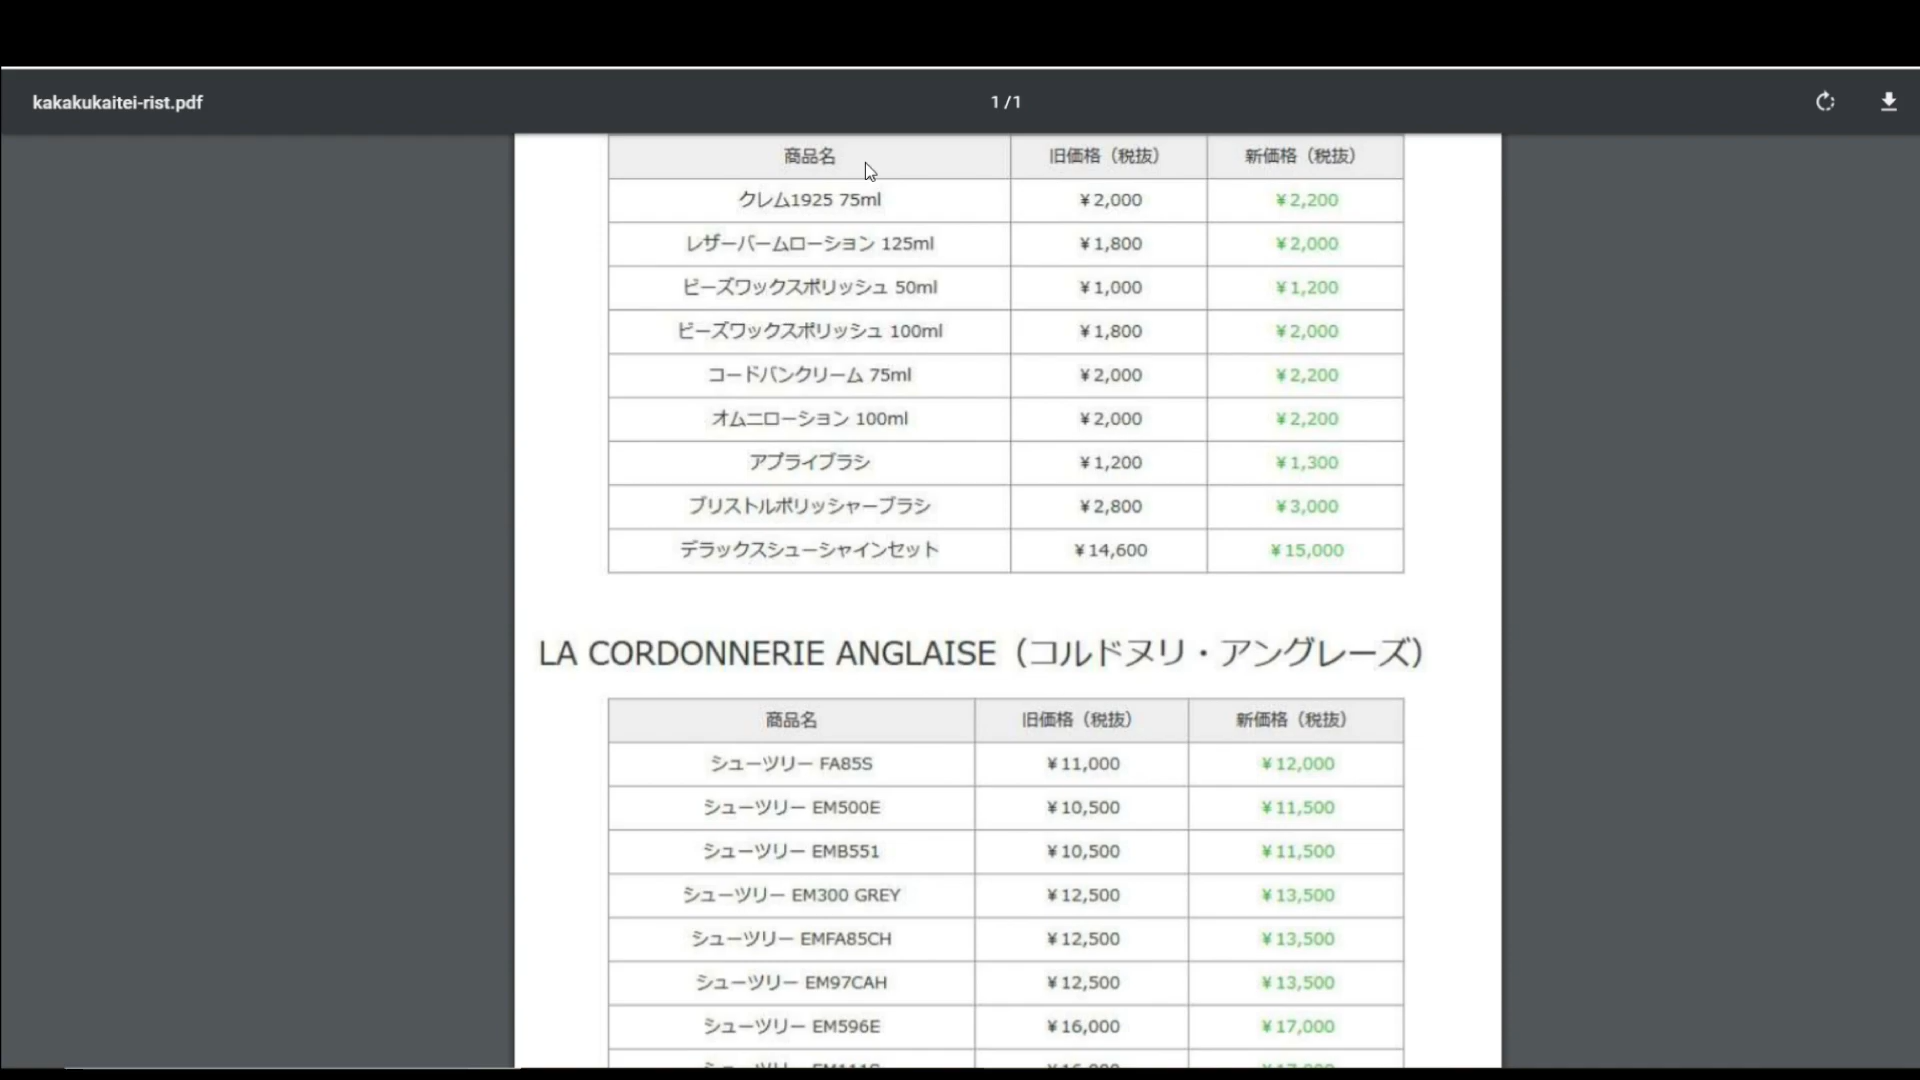 kakakukaitei-rist.pdf 1 / 1
商品名 旧価格（税抜） 新価格（税抜）
クレム1925 75ml ¥2,000 ¥2,200
レザーバームローション 125ml ¥1,800 ¥2,000
ビーズワックスポリッシュ 50ml ¥1,000 ¥1,200
ビーズワックスポリッシュ 100ml ¥1,800 ¥2,000
コードバンクリーム 75ml ¥2,000 ¥2,200
オムニローション 100ml ¥2,000 ¥2,200
アプライブラシ ¥1,200 ¥1,300
ブリストルポリッシャーブラシ ¥2,800 ¥3,000
デラックスシューシャインセット ¥14,600 ¥15,000
LA CORDONNERIE ANGLAISE（コルドヌリ・アングレーズ）
商品名 旧価格（税抜） 新価格（税抜）
シューツリー FA85S ¥11,000 ¥12,000
シューツリー EM500E ¥10,500 ¥11,500
シューツリー EMB551 ¥10,500 ¥11,500
シューツリー EM300 GREY ¥12,500 ¥13,500
シューツリー EMFA85CH ¥12,500 ¥13,500
シューツリー EM97CAH ¥12,500 ¥13,500
シューツリー EM596E ¥16,000 ¥17,000